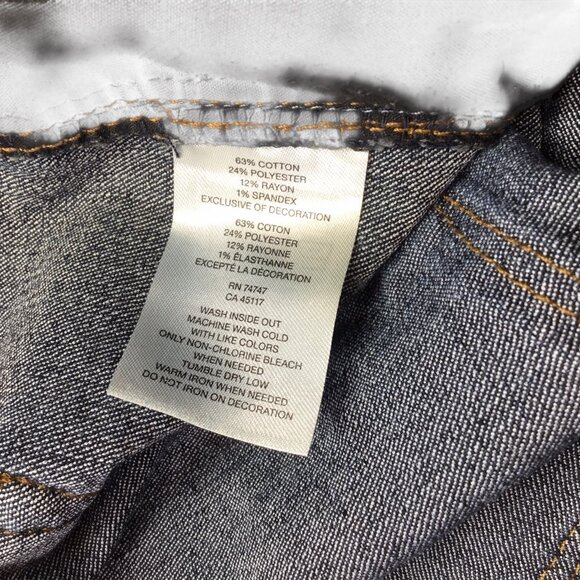 63% COTTON
24% POLYESTER
12% RAYON
1% SPANDEX
EXCLUSIVE OF DECORATION
63% COTON
24% POLYESTER
12% RAYONNE
1% ÉLASTHANNE
EXCEPTÉ LA DÉCORATION
RN 74747
CA 45117
WASH INSIDE OUT
MACHINE WASH COLD
WITH LIKE COLORS
ONLY NON-CHLORINE BLEACH
WHEN NEEDED
TUMBLE DRY LOW
WARM IRON WHEN NEEDED
DO NOT IRON ON DECORATION